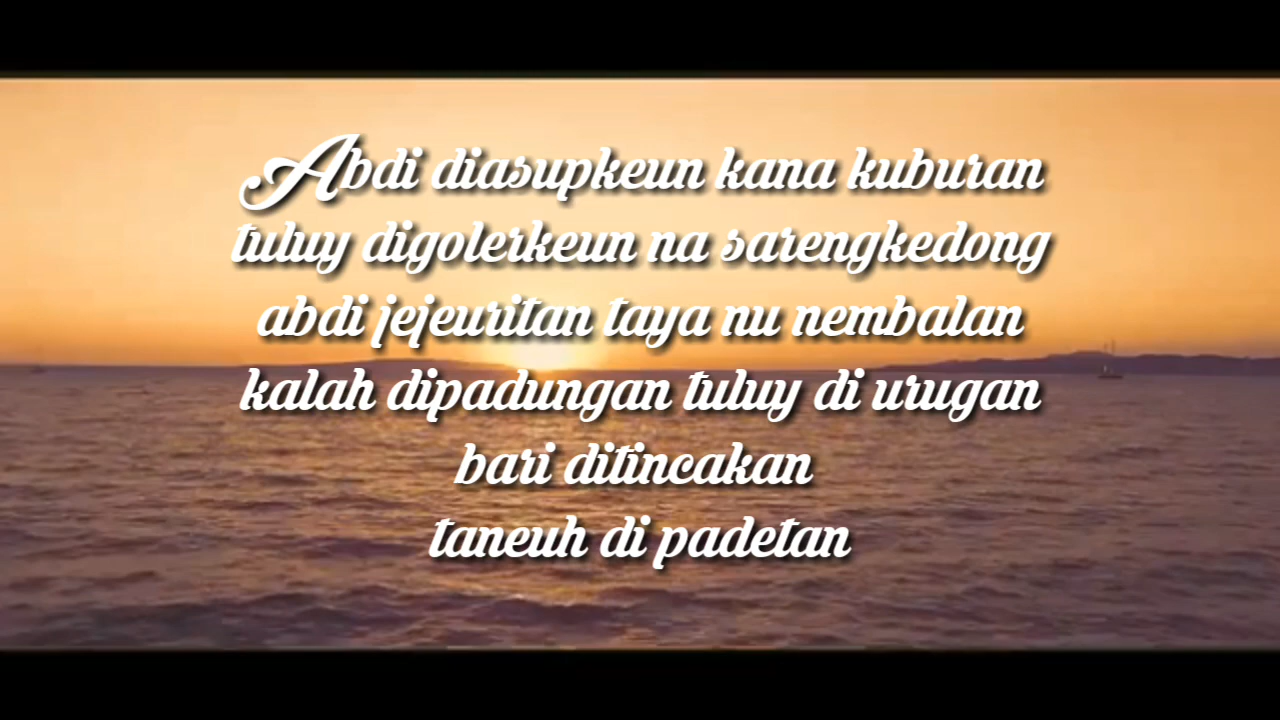 Abdi diasupkeun kana kuburan
tuluy digolerkeun na sarengkedong
abdi jejeuritan taya nu nembalan
kalah dipadungan tuluy di urugan
bari ditincakan
taneuh di padetan